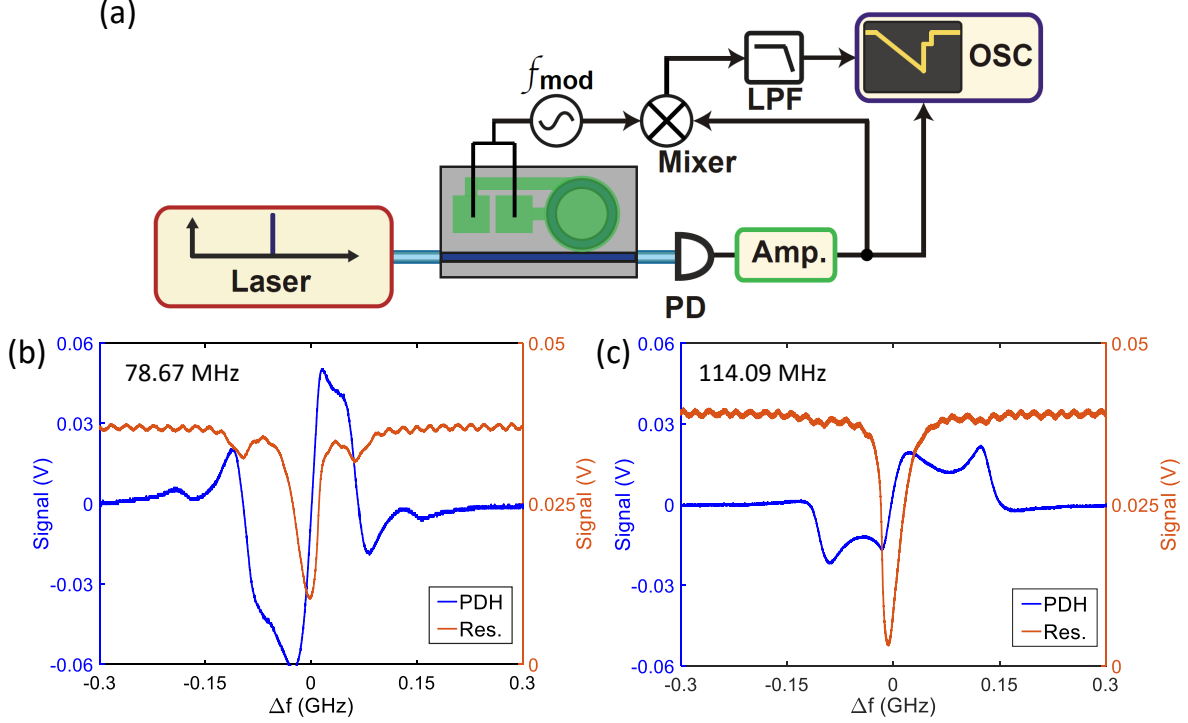 (a)
fmod
LPF
OSC
Mixer
Laser
PD
Amp.
(b)
78.67 MHz
0.06
0.03
0
-0.03
-0.06
Signal (V)
0.05
0.025
0
Signal (V)
PDH
Res.
-0.3 -0.15 0 0.15 0.3
Δf (GHz)
(c)
114.09 MHz
0.06
0.03
0
-0.03
-0.06
Signal (V)
0.05
0.025
0
Signal (V)
PDH
Res.
-0.3 -0.15 0 0.15 0.3
Δf (GHz)